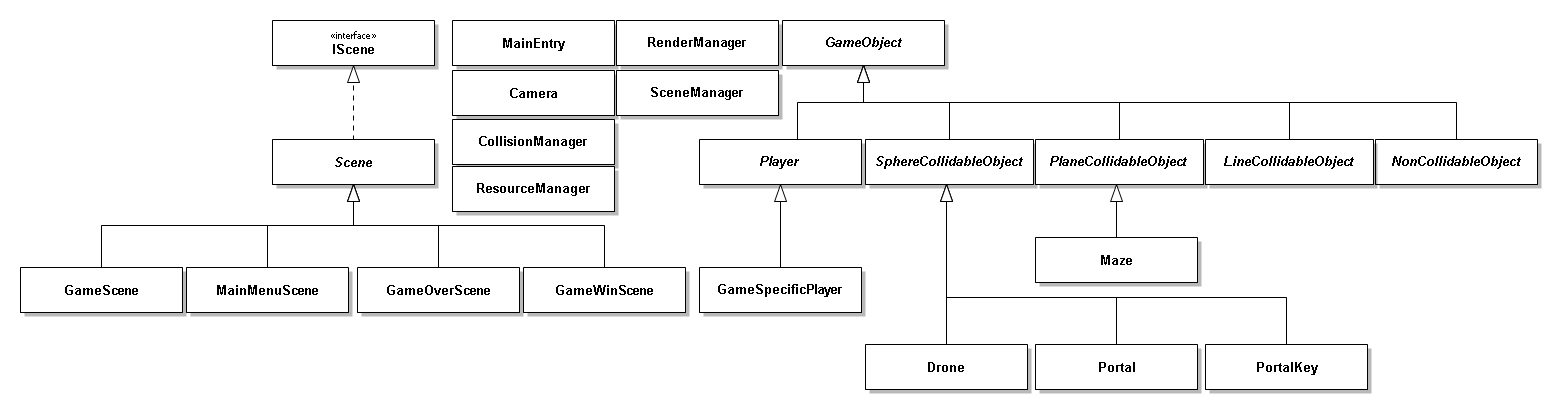 «interface»
IScene
MainEntry
RenderManager
GameObject
Camera
SceneManager
CollisionManager
Scene
Player
SphereCollidableObject
PlaneCollidableObject
LineCollidableObject
NonCollidableObject
ResourceManager
Maze
GameScene
MainMenuScene
GameOverScene
GameWinScene
GameSpecificPlayer
Drone
Portal
PortalKey